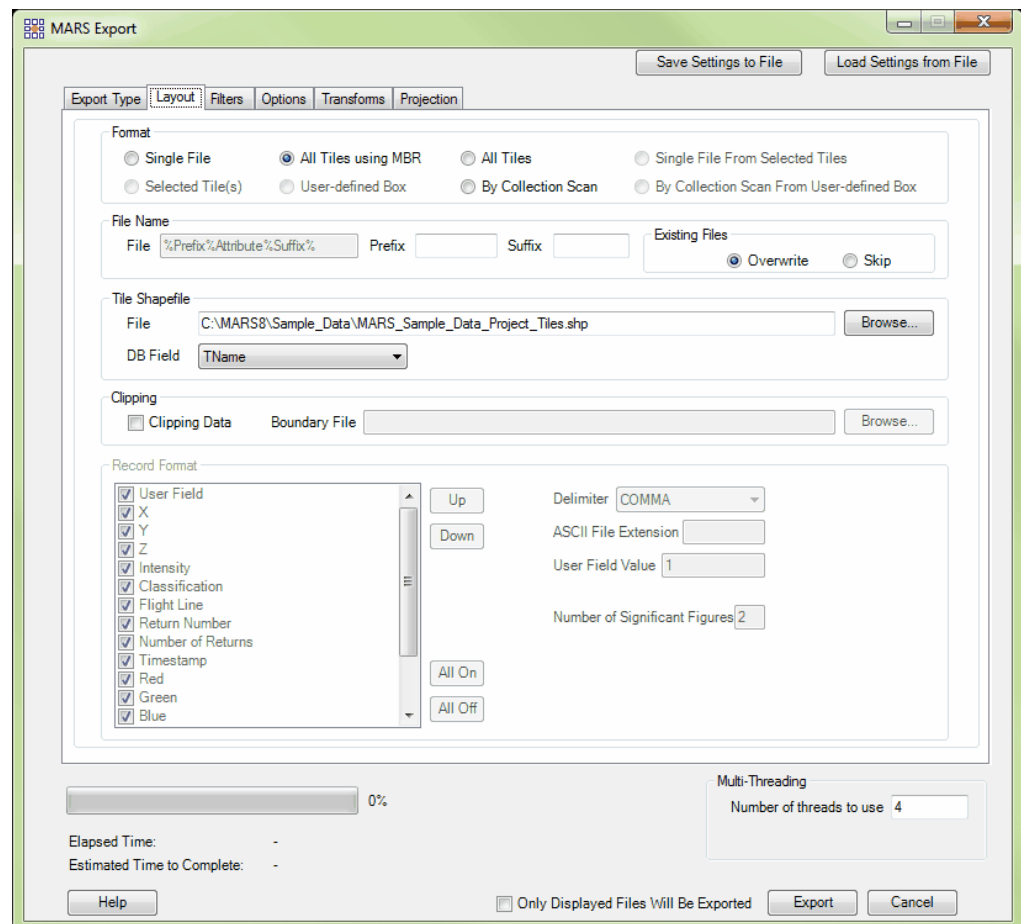 MARS Export
Save Settings to File Load Settings from File
Export Type Layout Filters Options Transforms Projection
Format
Single File All Tiles using MBR All Tiles Single File From Selected Tiles
Selected Tile(s) User-defined Box By Collection Scan By Collection Scan From User-defined Box
File Name
File %Prefix%Attribute%Suffix% Prefix Suffix
Existing Files
Overwrite Skip
Tile Shapefile
File C:\MARS8\Sample_Data\MARS_Sample_Data_Project_Tiles.shp Browse...
DB Field TName
Clipping
Clipping Data Boundary File Browse...
Record Format
User Field
X
Y
Z
Intensity
Classification
Flight Line
Return Number
Number of Returns
Timestamp
Red
Green
Blue
Up
Down
All On
All Off
Delimiter COMMA
ASCII File Extension
User Field Value 1
Number of Significant Figures 2
0%
Multi-Threading
Number of threads to use 4
Elapsed Time: -
Estimated Time to Complete: -
Help Only Displayed Files Will Be Exported Export Cancel